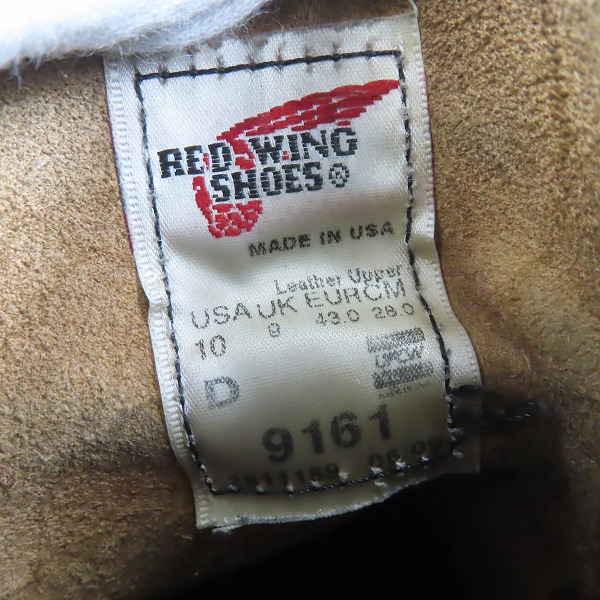 RED WING
SHOES®
MADE IN USA
Leather Upper
USA UK EUR CM
10 9 43.0 28.0
D
UFCW
9161